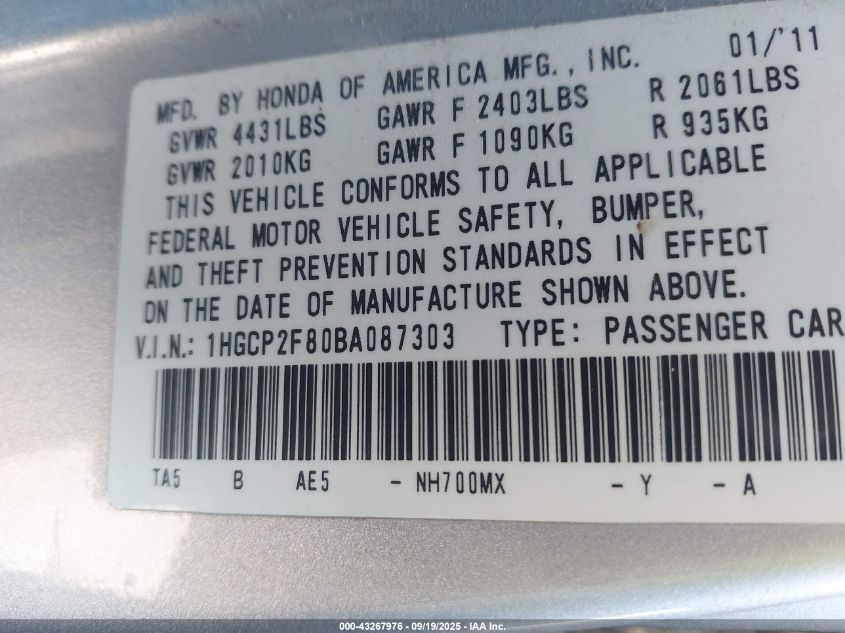 MFD. BY HONDA OF AMERICA MFG., INC. 01/'11
GVWR 4431LBS GAWR F 2403LBS R 2061LBS
GVWR 2010KG GAWR F 1090KG R 935KG
THIS VEHICLE CONFORMS TO ALL APPLICABLE
FEDERAL MOTOR VEHICLE SAFETY, BUMPER,
AND THEFT PREVENTION STANDARDS IN EFFECT
ON THE DATE OF MANUFACTURE SHOWN ABOVE.
V.I.N.: 1HGCP2F80BA087303 TYPE: PASSENGER CAR
TA5 B AE5 - NH700MX - Y - A
000-43267976 - 09/19/2025 - IAA Inc.